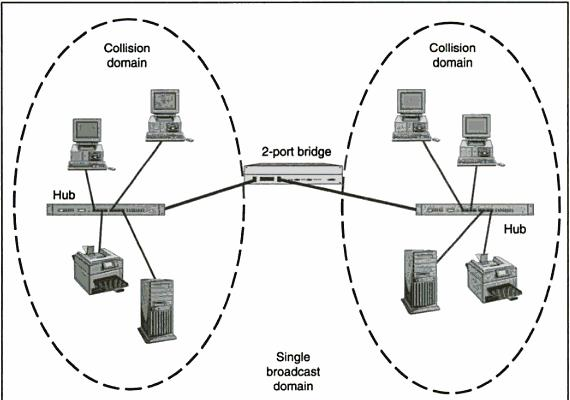 Collision
domain
Collision
domain
2-port bridge
Hub
Hub
Single
broadcast
domain